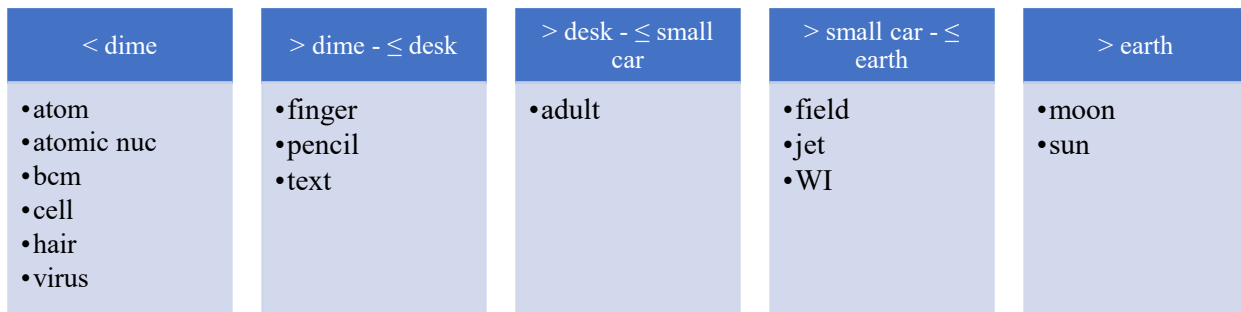 < dime
•atom
•atomic nuc
•bcm
•cell
•hair
•virus
> dime - ≤ desk
•finger
•pencil
•text
> desk - ≤ small
car
•adult
> small car - ≤
earth
•field
•jet
•WI
> earth
•moon
•sun